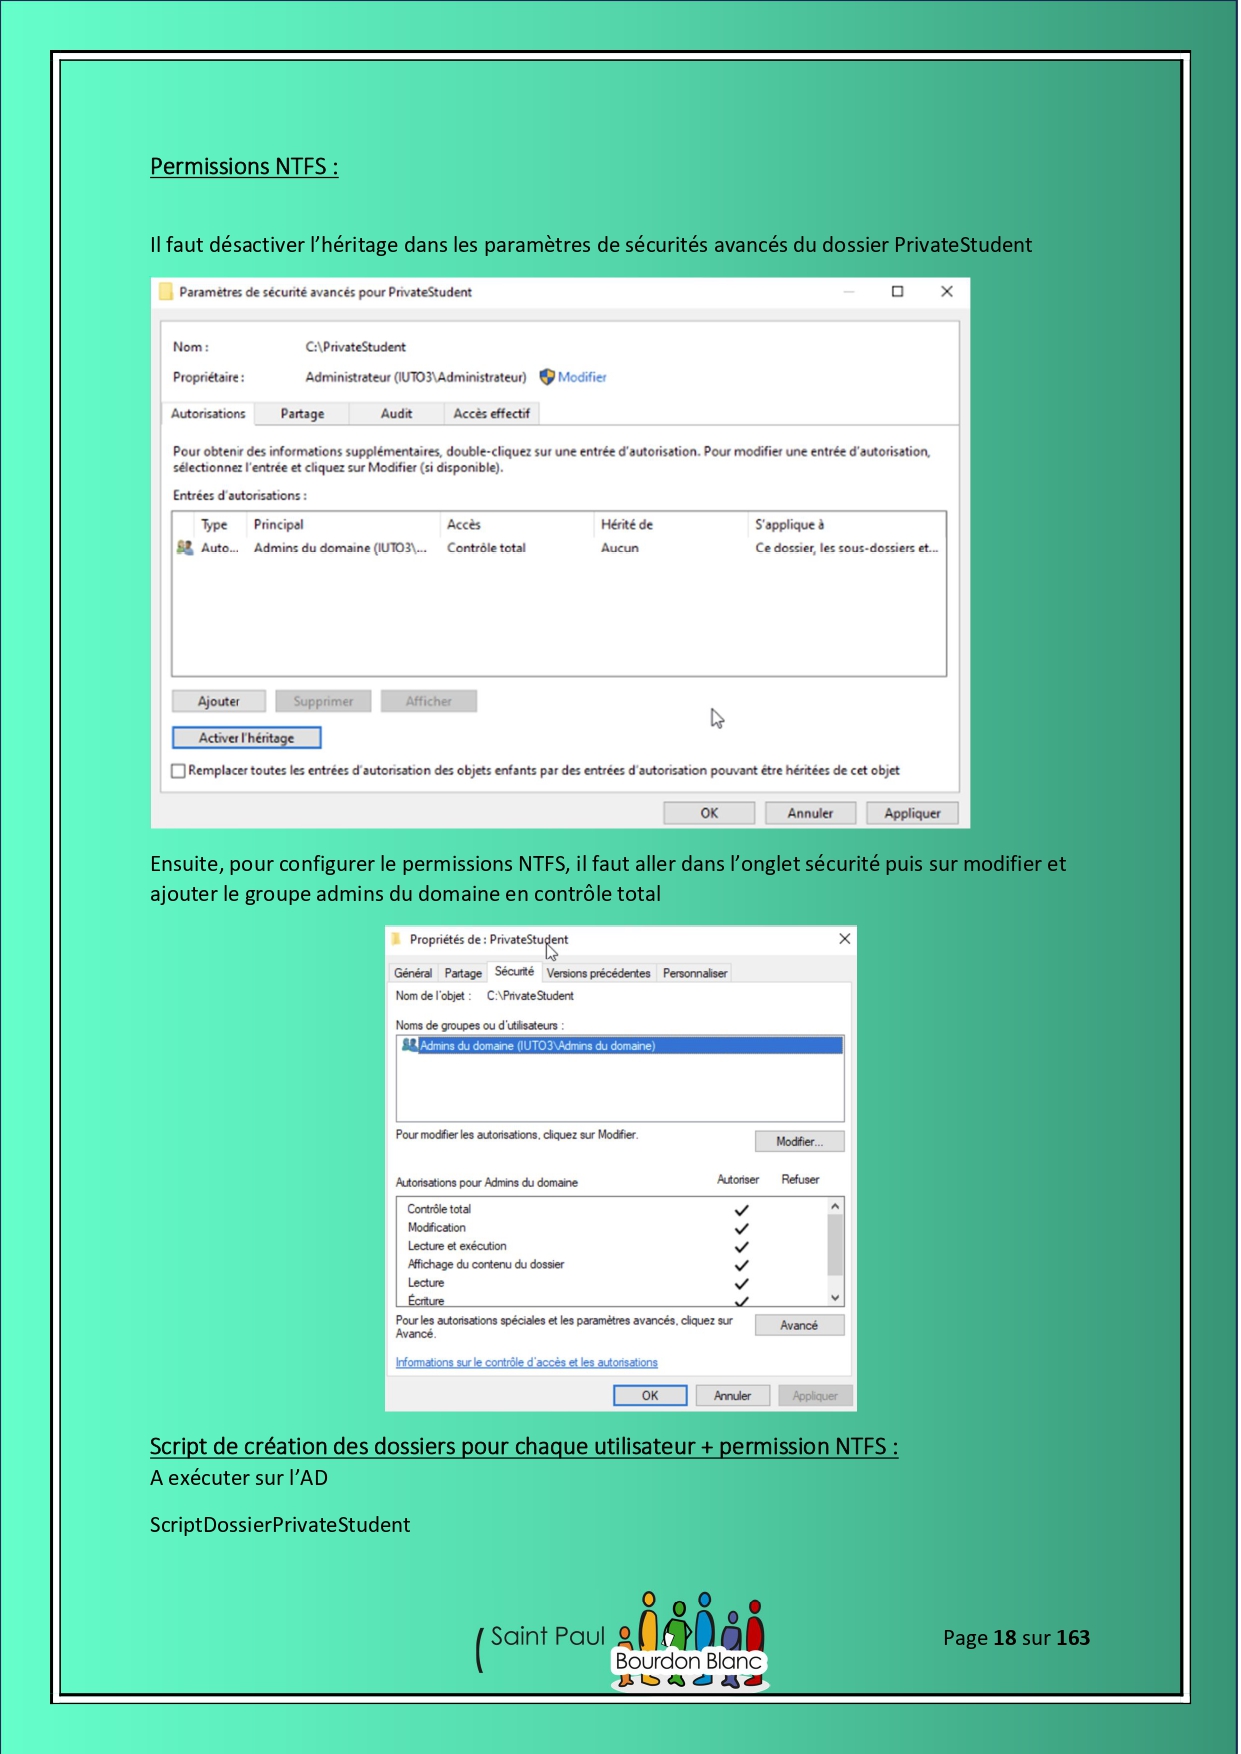 Permissions NTFS :
Il faut désactiver l’héritage dans les paramètres de sécurités avancés du dossier PrivateStudent
Paramètres de sécurité avancés pour PrivateStudent
Nom : C:\PrivateStudent
Propriétaire : Administrateur (IUTO3\Administrateur) Modifier
Autorisations Partage Audit Accès effectif
Pour obtenir des informations supplémentaires, double-cliquez sur une entrée d'autorisation. Pour modifier une entrée d'autorisation,
sélectionnez l'entrée et cliquez sur Modifier (si disponible).
Entrées d'autorisations :
Type Principal Accès Hérité de S'applique à
Auto... Admins du domaine (IUTO3\... Contrôle total Aucun Ce dossier, les sous-dossiers et...
Ajouter Supprimer Afficher
Activer l'héritage
Remplacer toutes les entrées d'autorisation des objets enfants par des entrées d'autorisation pouvant être héritées de cet objet
OK Annuler Appliquer
Ensuite, pour configurer le permissions NTFS, il faut aller dans l’onglet sécurité puis sur modifier et
ajouter le groupe admins du domaine en contrôle total
Propriétés de : PrivateStudent
Général Partage Sécurité Versions précédentes Personnaliser
Nom de l'objet : C:\PrivateStudent
Noms de groupes ou d'utilisateurs :
Admins du domaine (IUTO3\Admins du domaine)
Pour modifier les autorisations, cliquez sur Modifier. Modifier...
Autorisations pour Admins du domaine Autoriser Refuser
Contrôle total
Modification
Lecture et exécution
Affichage du contenu du dossier
Lecture
Écriture
Pour les autorisations spéciales et les paramètres avancés, cliquez sur
Avancé. Avancé
Informations sur le contrôle d'accès et les autorisations
OK Annuler Appliquer
Script de création des dossiers pour chaque utilisateur + permission NTFS :
A exécuter sur l’AD
ScriptDossierPrivateStudent
Saint Paul
Bourdon Blanc
Page 18 sur 163